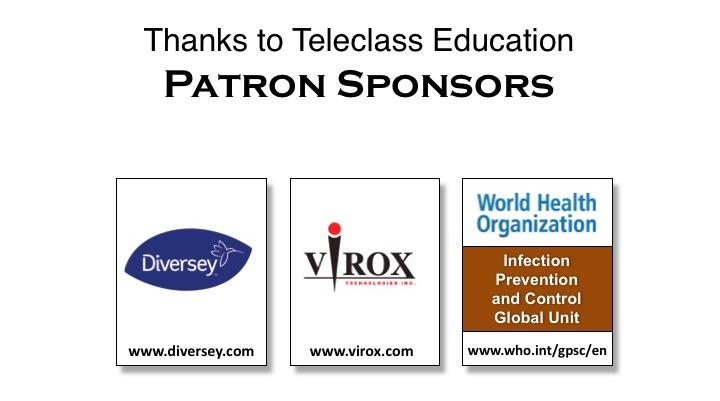 Thanks to Teleclass Education
PATRON SPONSORS
Diversey™
www.diversey.com
VIROX
TECHNOLOGIES INC.
www.virox.com
World Health
Organization
Infection
Prevention
and Control
Global Unit
www.who.int/gpsc/en